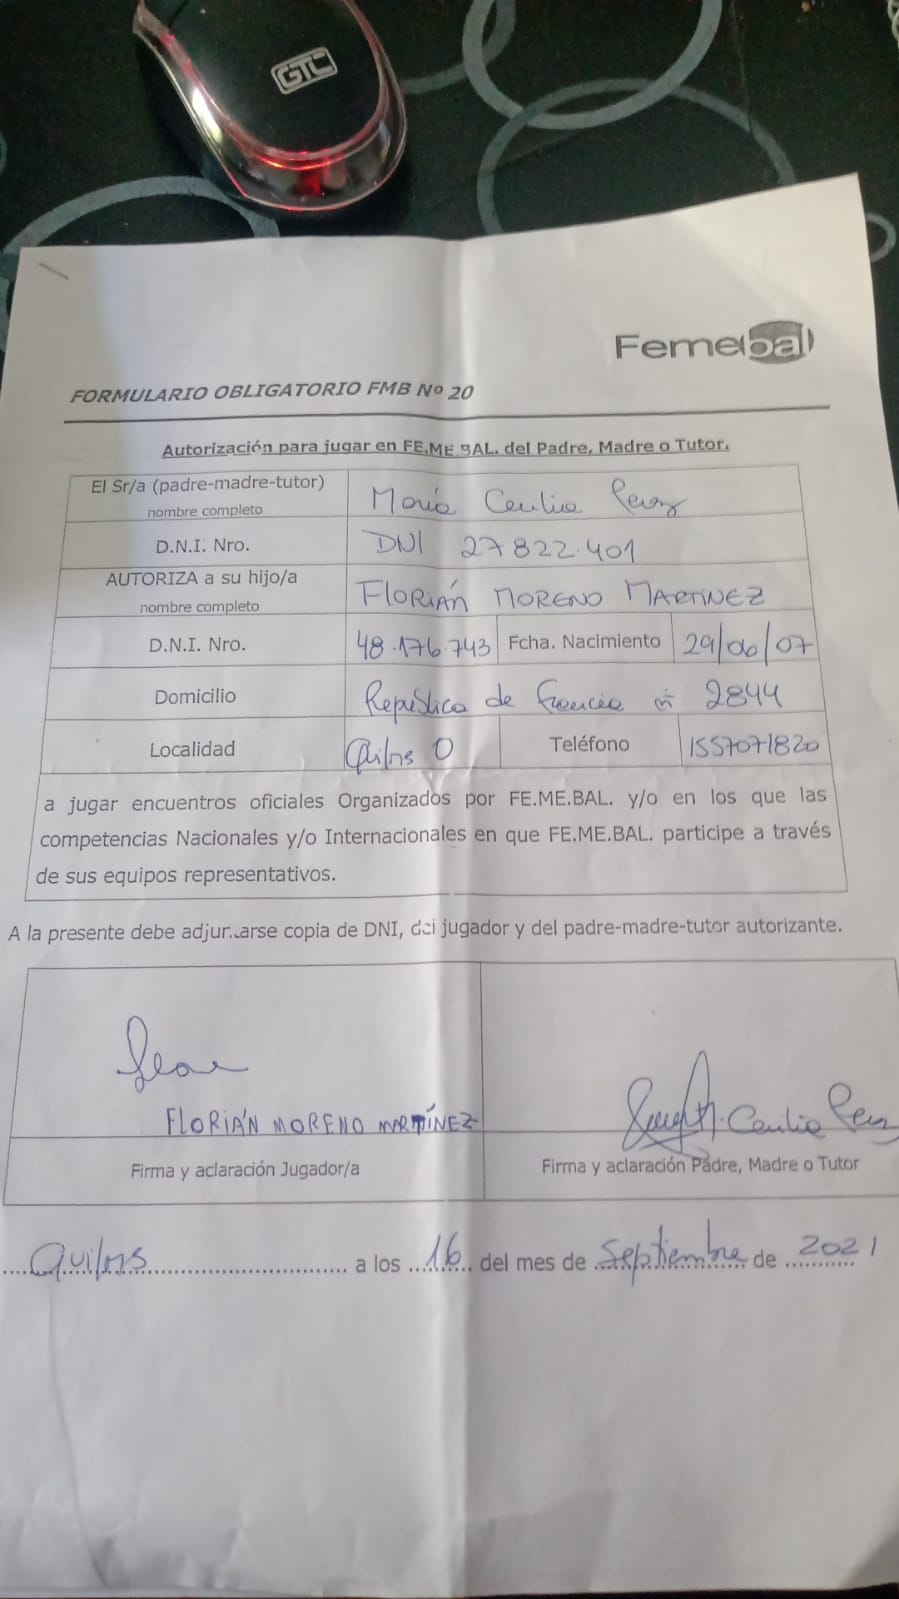 GTC
Femebal
FORMULARIO OBLIGATORIO FMB Nº 20
Autorización para jugar en FE.ME.BAL. del Padre, Madre o Tutor.
El Sr/a (padre-madre-tutor)
nombre completo
María Cecilia Perez
D.N.I. Nro.
DNI 27822.401
AUTORIZA a su hijo/a
nombre completo
FLORIÁN MORENO MARTINEZ
D.N.I. Nro.
48.176.743
Fcha. Nacimiento
29/06/07
Domicilio
República de Francia nº 2844
Localidad
Quilms O
Teléfono
1557071820
a jugar encuentros oficiales Organizados por FE.ME.BAL. y/o en los que las
competencias Nacionales y/o Internacionales en que FE.ME.BAL. participe a través
de sus equipos representativos.
A la presente debe adjuntarse copia de DNI, del jugador y del padre-madre-tutor autorizante.
FLORIÁN MORENO MARTÍNEZ
M. Cecilia Perez
Firma y aclaración Jugador/a
Firma y aclaración Padre, Madre o Tutor
Quilms a los 16 del mes de Septiembre de 2021